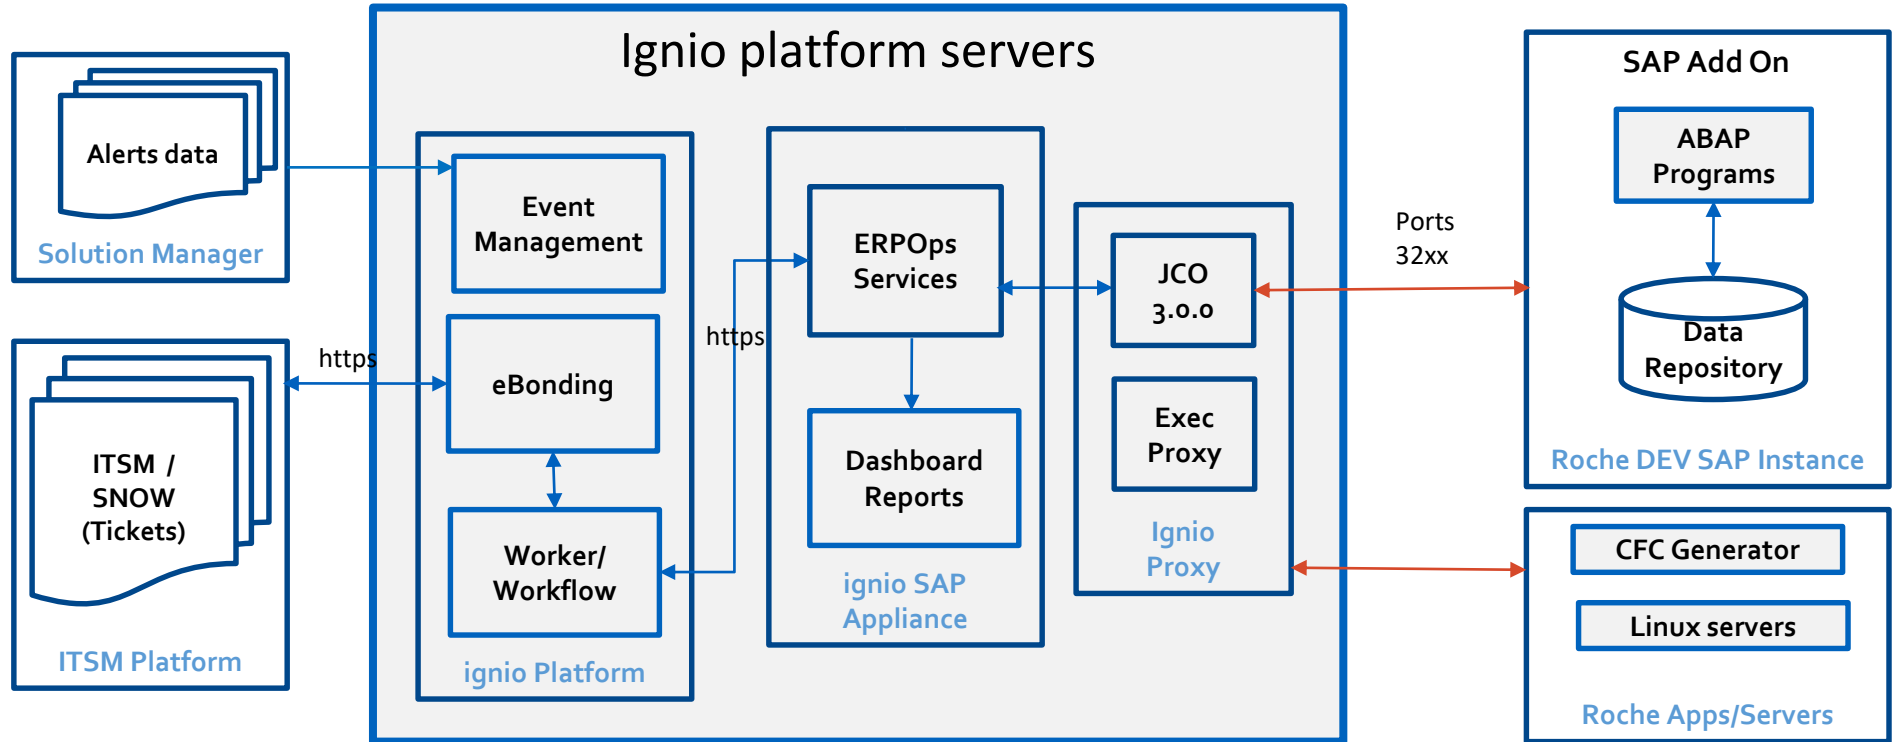 Ignio platform servers
Alerts data
Solution Manager
ITSM /
SNOW
(Tickets)
ITSM Platform
https
Event
Management
eBonding
Worker/
Workflow
ignio Platform
https
ERPOps
Services
Dashboard
Reports
ignio SAP
Appliance
JCO
3.0.0
Exec
Proxy
Ignio
Proxy
Ports
32xx
SAP Add On
ABAP
Programs
Data
Repository
Roche DEV SAP Instance
CFC Generator
Linux servers
Roche Apps/Servers